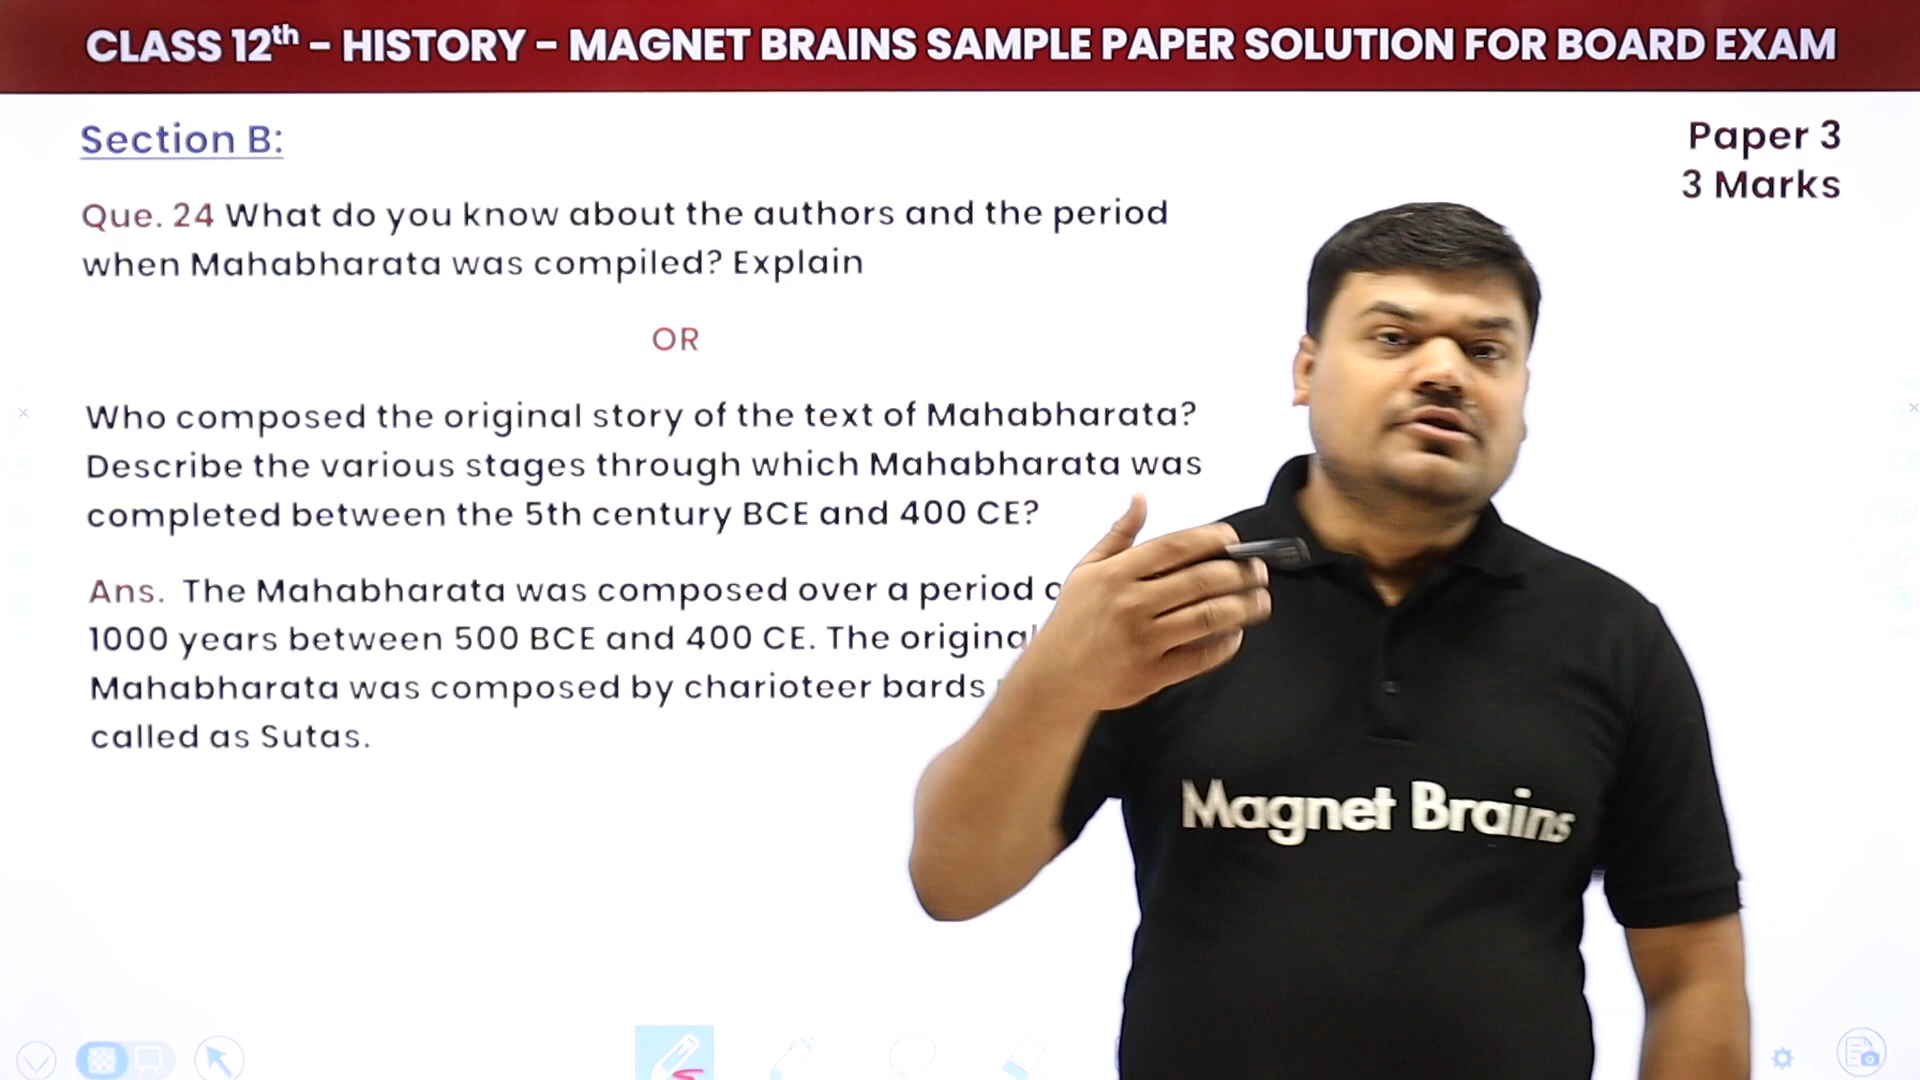 CLASS 12th - HISTORY - MAGNET BRAINS SAMPLE PAPER SOLUTION FOR BOARD EXAM
Section B:
Paper 3
3 Marks
Que. 24 What do you know about the authors and the period
when Mahabharata was compiled? Explain
OR
Who composed the original story of the text of Mahabharata?
Describe the various stages through which Mahabharata was
completed between the 5th century BCE and 400 CE?
Ans. The Mahabharata was composed over a period
1000 years between 500 BCE and 400 CE. The original
Mahabharata was composed by charioteer bards
called as Sutas.
Magnet Brains